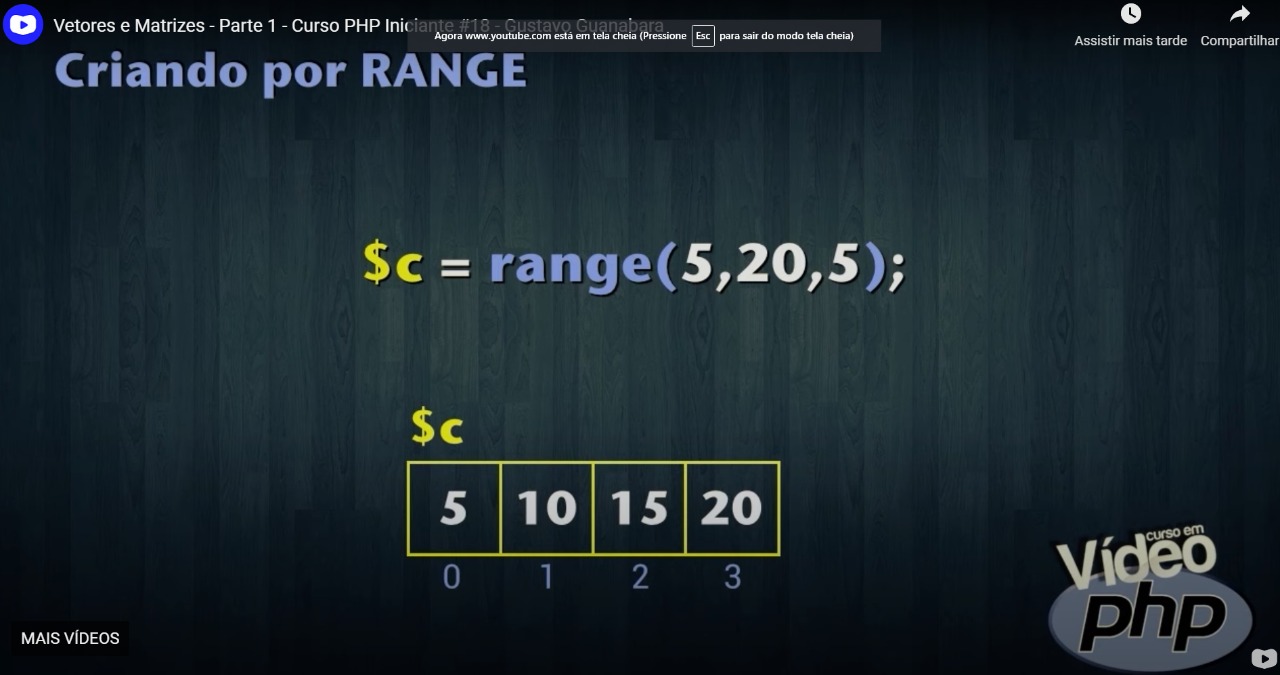 Vetores e Matrizes - Parte 1 - Curso PHP Iniciante #18 - Gustavo Guanabara
Agora www.youtube.com está em tela cheia (Pressione Esc para sair do modo tela cheia)
Assistir mais tarde
Compartilhar
Criando por RANGE
$c = range(5,20,5);
$c
5 10 15 20
0 1 2 3
curso em
Vídeo
php
MAIS VÍDEOS